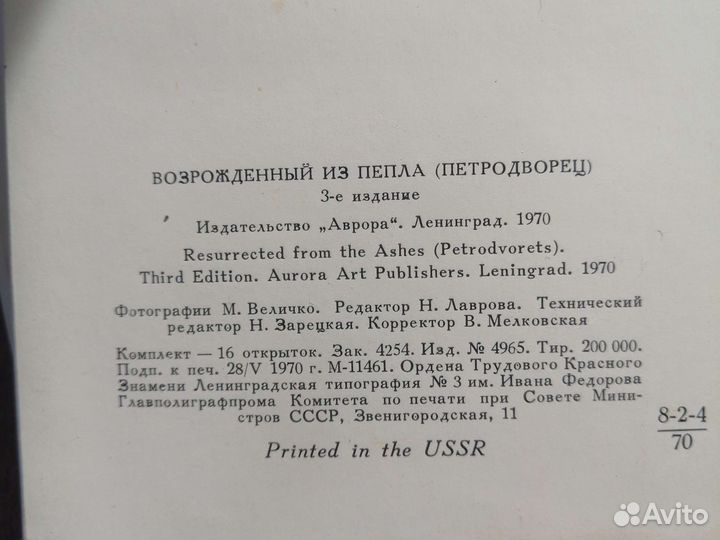 ВОЗРОЖДЕННЫЙ ИЗ ПЕПЛА (ПЕТРОДВОРЕЦ)
3-е издание
Издательство „Аврора“. Ленинград. 1970
Resurrected from the Ashes (Petrodvorets).
Third Edition. Aurora Art Publishers. Leningrad. 1970
Фотографии М. Величко. Редактор Н. Лаврова. Технический
редактор Н. Зарецкая. Корректор В. Мелковская
Комплект — 16 открыток. Зак. 4254. Изд. № 4965. Тир. 200 000.
Подп. к печ. 28/V 1970 г. М-11461. Ордена Трудового Красного
Знамени Ленинградская типография № 3 им. Ивана Федорова
Главполиграфпрома Комитета по печати при Совете Мини-
стров СССР, Звенигородская, 11
8-2-4
70
Printed in the USSR
Avito